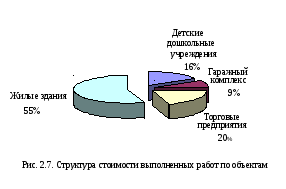 Детские
дошкольные
учреждения
16%
Гаражный
комплекс
9%
Жилые здания
55%
Торговые
предприятия
20%
Рис. 2.7. Структура стоимости выполненных работ по объектам